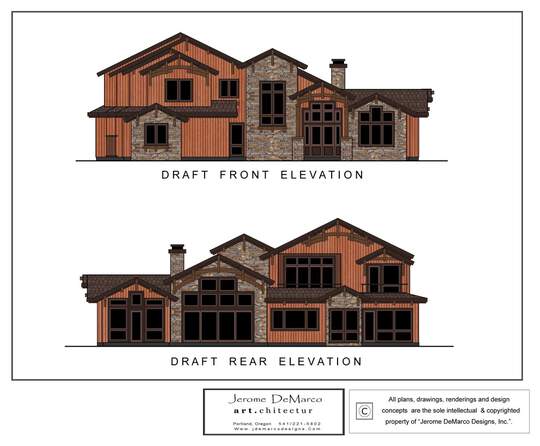 DRAFT FRONT ELEVATION
DRAFT REAR ELEVATION
Jerome DeMarco
art.chitectur
Portland, Oregon 541/221-6802
www.jdemarcodesigns.com
C
All plans, drawings, renderings and design
concepts are the sole intellectual & copyrighted
property of "Jerome DeMarco Designs, Inc.".